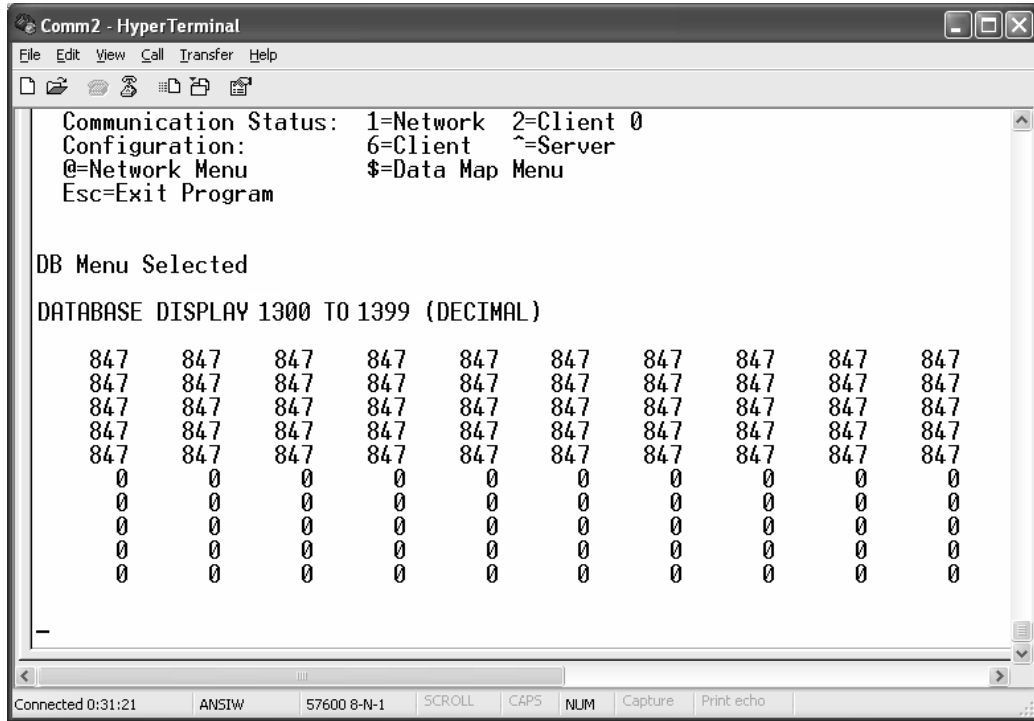 Comm2 - HyperTerminal
File Edit View Call Transfer Help
Communication Status: 1=Network 2=Client 0
Configuration: 6=Client ^=Server
@=Network Menu $=Data Map Menu
Esc=Exit Program
DB Menu Selected
DATABASE DISPLAY 1300 TO 1399 (DECIMAL)
847 847 847 847 847 847 847 847 847 847
847 847 847 847 847 847 847 847 847 847
847 847 847 847 847 847 847 847 847 847
847 847 847 847 847 847 847 847 847 847
847 847 847 847 847 847 847 847 847 847
0 0 0 0 0 0 0 0 0 0
0 0 0 0 0 0 0 0 0 0
0 0 0 0 0 0 0 0 0 0
0 0 0 0 0 0 0 0 0 0
0 0 0 0 0 0 0 0 0 0
Connected 0:31:21 ANSIW 57600 8-N-1 SCROLL CAPS NUM Capture Print echo